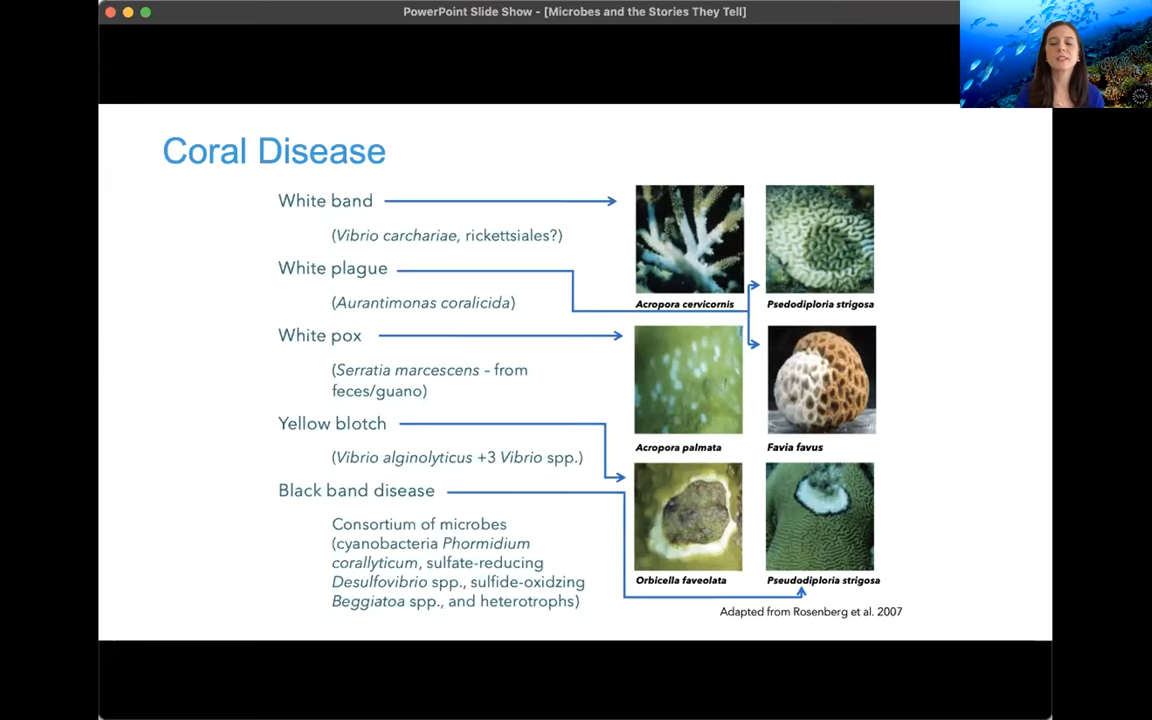 PowerPoint Slide Show - [Microbes and the Stories They Tell]
Coral Disease
White band
(Vibrio carchariae, rickettsiales?)
White plague
(Aurantimonas coralicida)
White pox
(Serratia marcescens – from
feces/guano)
Yellow blotch
(Vibrio alginolyticus +3 Vibrio spp.)
Black band disease
Consortium of microbes
(cyanobacteria Phormidium
corallyticum, sulfate-reducing
Desulfovibrio spp., sulfide-oxidzing
Beggiatoa spp., and heterotrophs)
Acropora cervicornis
Psedodiploria strigosa
Acropora palmata
Favia favus
Orbicella faveolata
Pseudodiploria strigosa
Adapted from Rosenberg et al. 2007